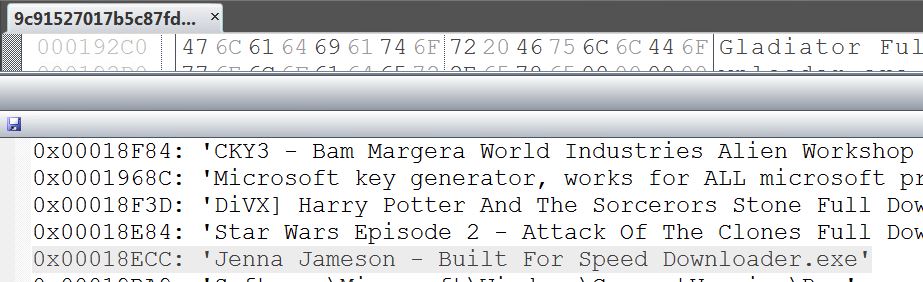 9c91527017b5c87fd... ×
000192C0 47 6C 61 64 69 61 74 6F 72 20 46 75 6C 6C 44 6F Gladiator Ful
0x00018F84: 'CKY3 - Bam Margera World Industries Alien Workshop
0x0001968C: 'Microsoft key generator, works for ALL microsoft pr
0x00018F3D: 'DiVX] Harry Potter And The Sorcerors Stone Full Dow
0x00018E84: 'Star Wars Episode 2 - Attack Of The Clones Full Dow
0x00018ECC: 'Jenna Jameson - Built For Speed Downloader.exe'